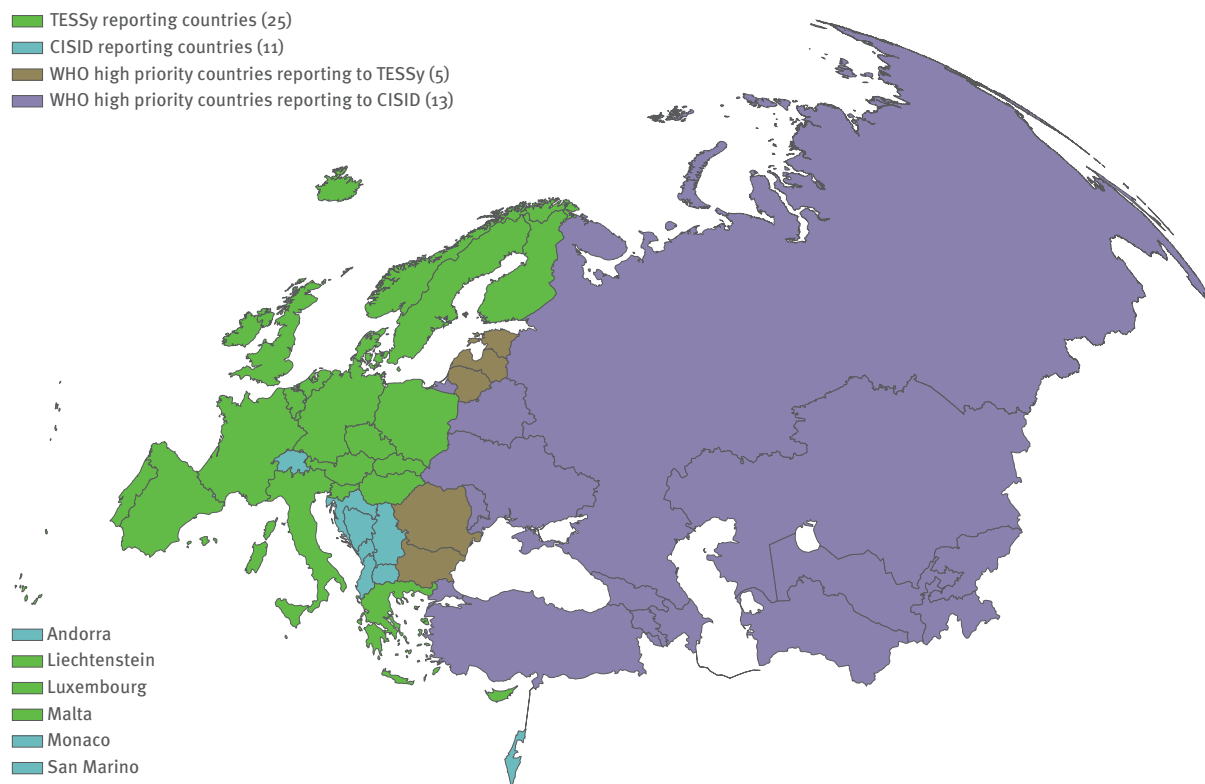 TESSy reporting countries (25)
CISID reporting countries (11)
WHO high priority countries reporting to TESSy (5)
WHO high priority countries reporting to CISID (13)
Andorra
Liechtenstein
Luxembourg
Malta
Monaco
San Marino